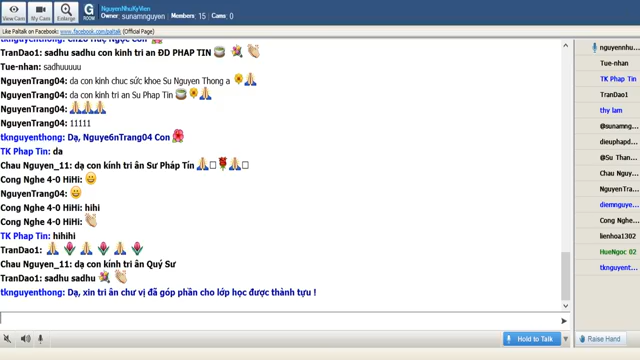 NguyenNhuKyVien
Owner: sunamnguyen | Members: 15 | Cams: 0
View Cam
My Cam
Enlarge
G
ROOM
Like Paltalk on Facebook: www.facebook.com/paltalk (Official Page)
TranDao1: sadhu sadhu con kinh tri an ĐD PHAP TIN
Tue-nhan: sadhuuuuu
NguyenTrang04: da con kinh chuc sức khoe Su Nguyen Thong a
NguyenTrang04: da con kinh tri an Su Phap Tin
NguyenTrang04:
NguyenTrang04: 11111
tknguyenthong: Dạ, Nguye6nTrang04 Con
TK Phap Tin: da
Chau Nguyen_11: dạ con kính tri ân Sư Pháp Tín
Cong Nghe 4-0 HiHi:
NguyenTrang04:
Cong Nghe 4-0 HiHi: hihi
Cong Nghe 4-0 HiHi:
TK Phap Tin: hihihi
TranDao1:
Chau Nguyen_11: dạ con kính tri ân Quý Sư
TranDao1: sadhu sadhu
tknguyenthong: Dạ, xin tri ân chư vị đã góp phần cho lớp học được thành tựu !
Hold to Talk
Raise Hand
nguyennhu...
Tue-nhan
TK Phap Tin
TranDao1
thy lam
@sunamng...
dieuphapd...
@Su Than...
Chau Nguy...
NguyenTra...
diemnguye...
Cong Nghe...
lienhoa1302
HueNgoc 02
tknguyent...